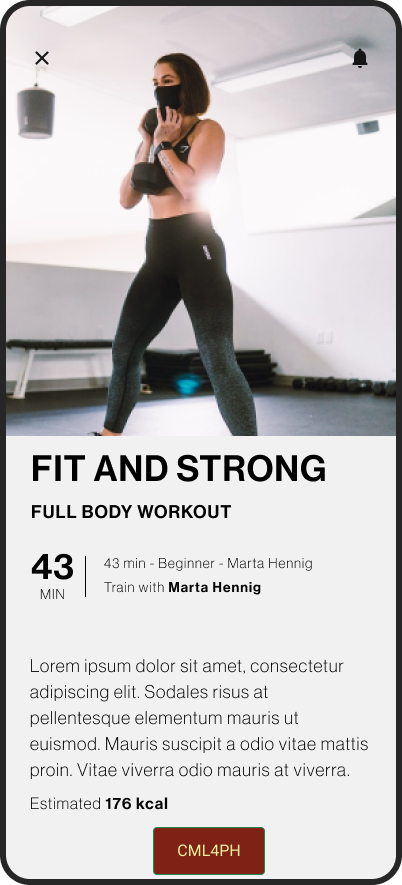 FIT AND STRONG
FULL BODY WORKOUT
43
MIN
43 min - Beginner - Marta Hennig
Train with Marta Hennig
Lorem ipsum dolor sit amet, consectetur
adipiscing elit. Sodales risus at
pellentesque elementum mauris ut
euismod. Mauris suscipit a odio vitae mattis
proin. Vitae viverra odio mauris at viverra.
Estimated 176 kcal
CML4PH